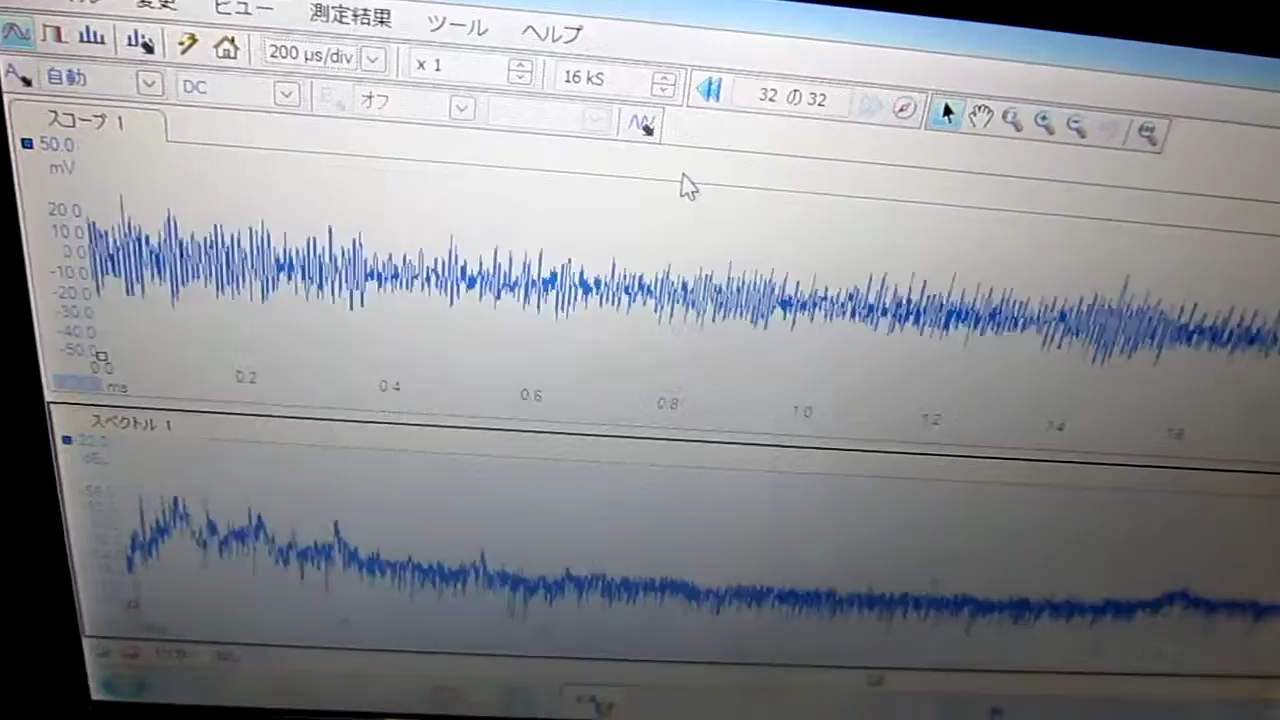 変更 ビュー 測定結果 ツール ヘルプ
200 µs/div x 1 16 kS 32 の 32
A 自動 DC B オフ
スコープ 1
50.0
mV
20.0
10.0
0.0
-10.0
-20.0
-30.0
-40.0
-50.0
0.0 0.2 0.4 0.6 0.8 1.0 1.2 1.4 1.6
ms
スペクトル 1